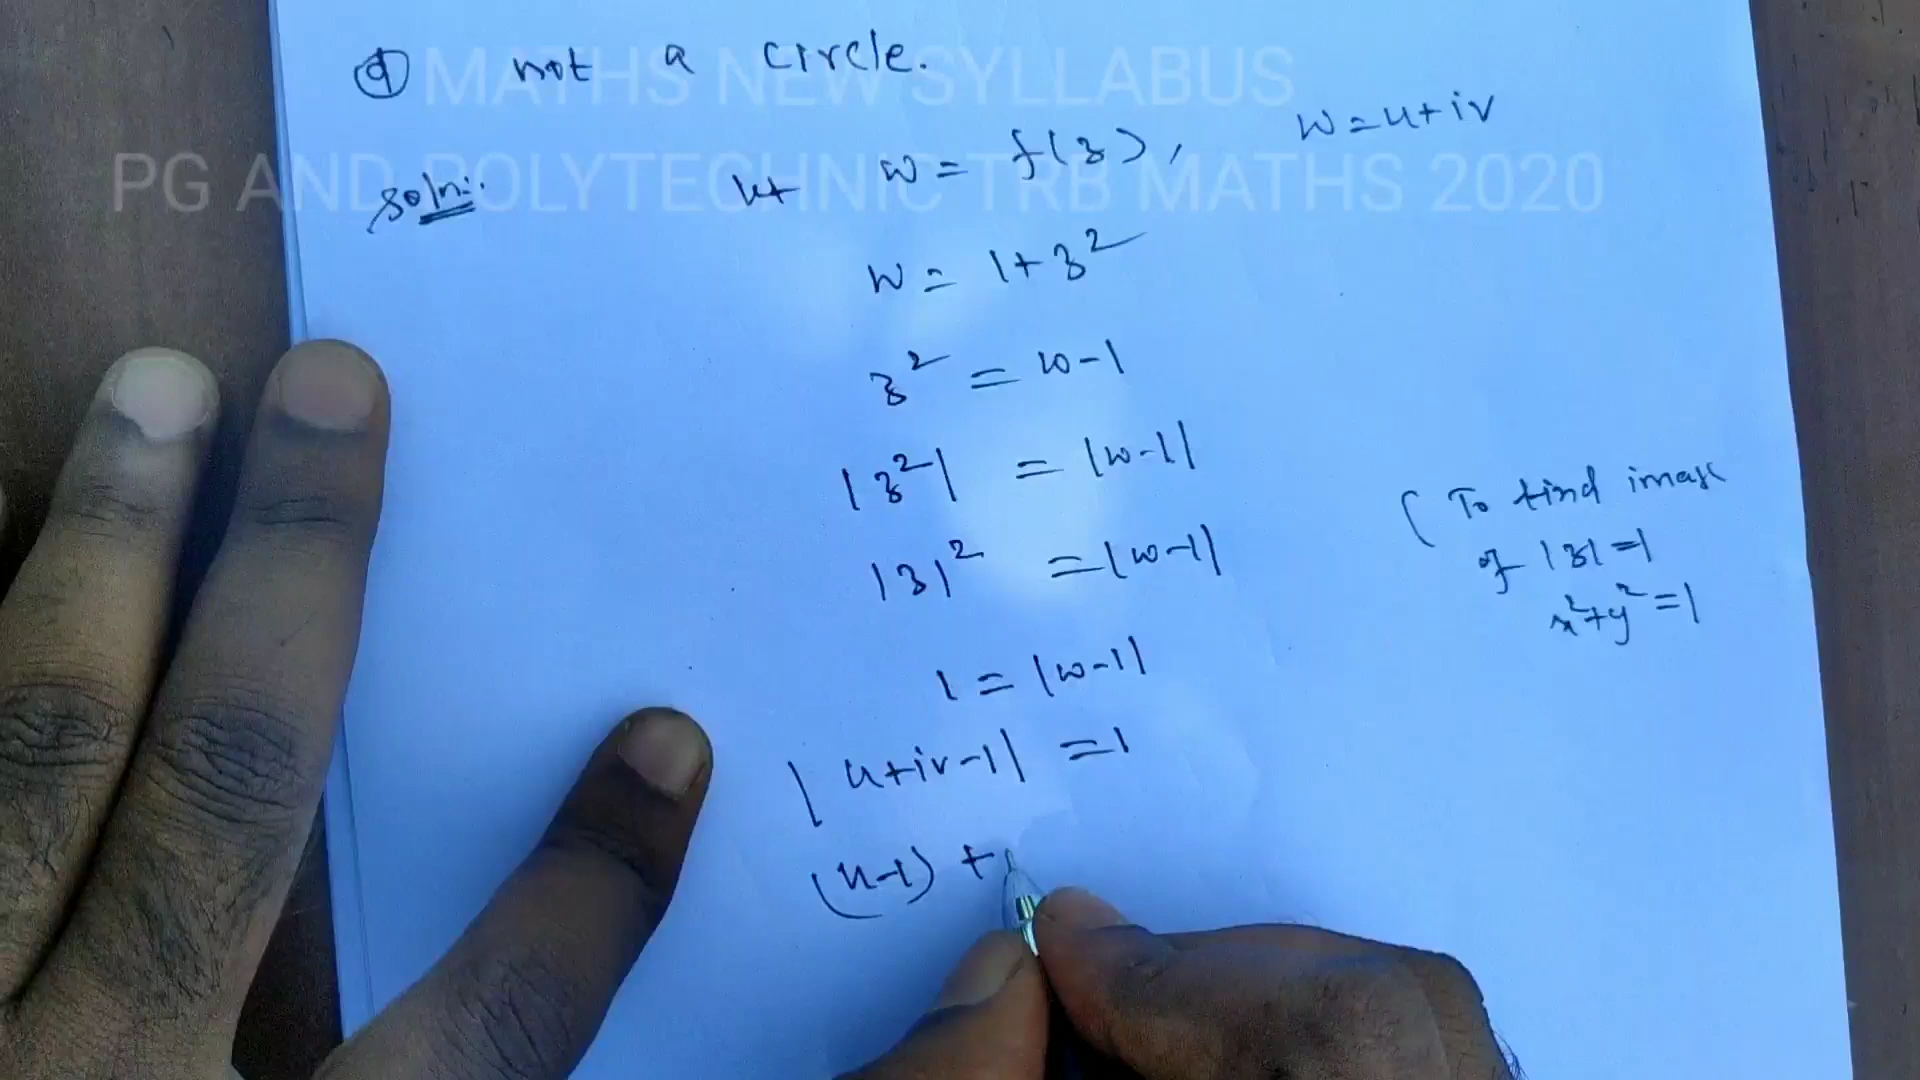 ④ not a circle.
MATHS NEW SYLLABUS
PG AND POLYTECHNIC TRB MATHS 2020
Soln:. let w = f(z), w = u+iv
w = 1+z²
z² = w-1
|z²| = |w-1|
|z|² = |w-1|
1 = |w-1|
|u+iv-1| = 1
(u-1) +
( To find image
of |z| = 1
x²+y² = 1